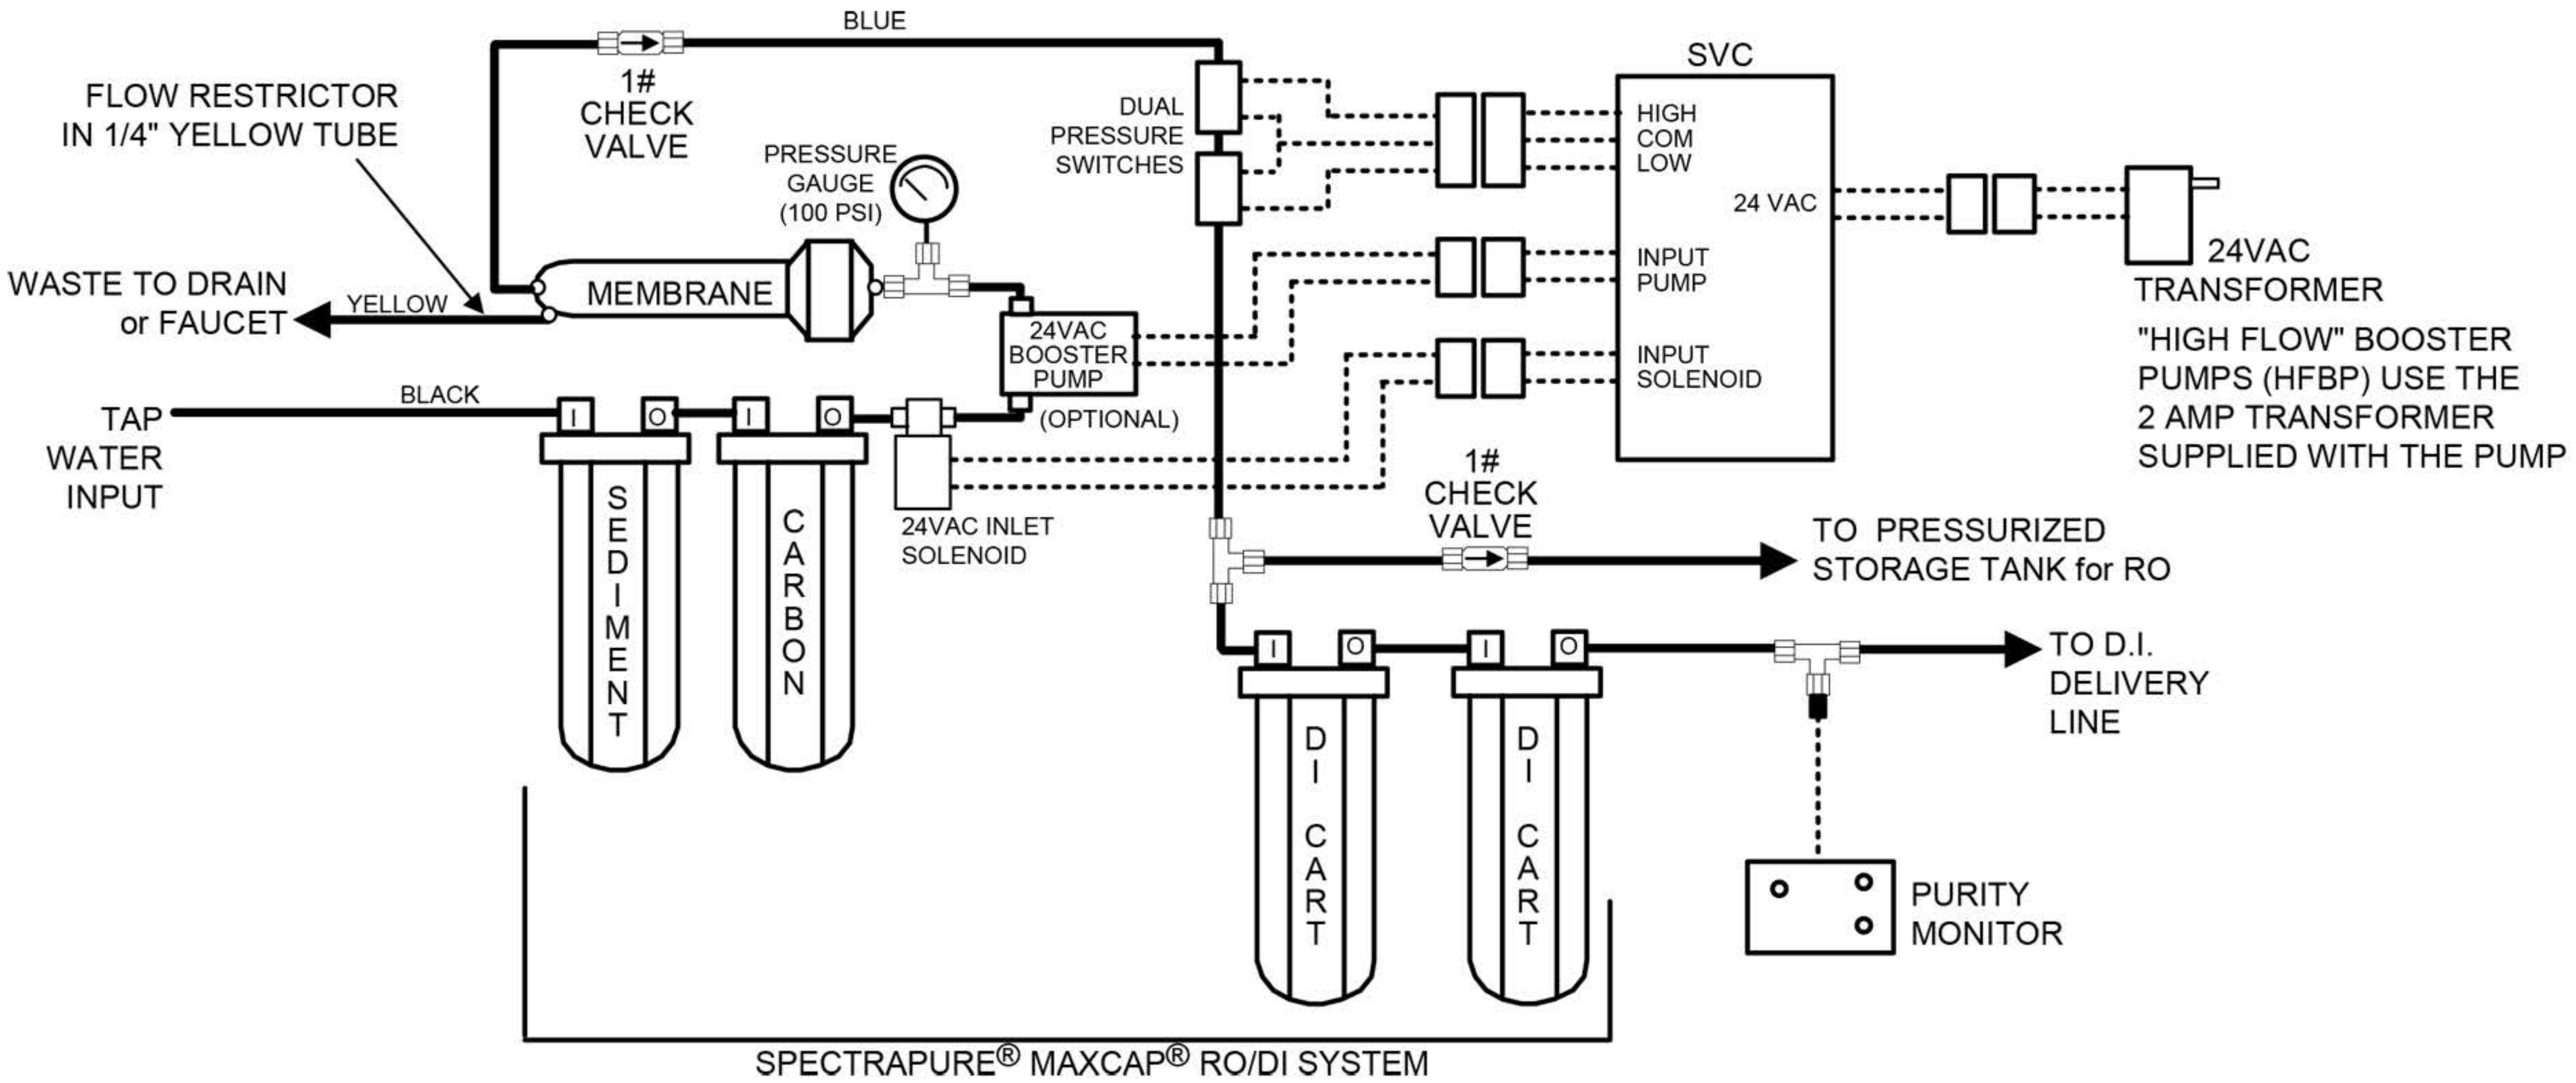 BLUE
SVC
FLOW RESTRICTOR
IN 1/4" YELLOW TUBE
1#
CHECK
VALVE
DUAL
PRESSURE
SWITCHES
HIGH
COM
LOW
PRESSURE
GAUGE
(100 PSI)
24 VAC
24VAC
TRANSFORMER
WASTE TO DRAIN
or FAUCET
YELLOW
MEMBRANE
INPUT
PUMP
24VAC
BOOSTER
PUMP
(OPTIONAL)
INPUT
SOLENOID
"HIGH FLOW" BOOSTER
PUMPS (HFBP) USE THE
2 AMP TRANSFORMER
SUPPLIED WITH THE PUMP
TAP
WATER
INPUT
BLACK
I
O
I
O
SEDIMENT
CARBON
24VAC INLET
SOLENOID
1#
CHECK
VALVE
TO PRESSURIZED
STORAGE TANK for RO
I
O
I
O
TO D.I.
DELIVERY
LINE
DI CART
DI CART
PURITY
MONITOR
SPECTRAPURE® MAXCAP® RO/DI SYSTEM